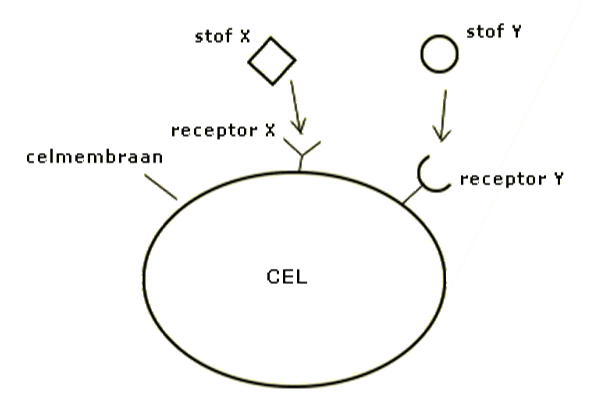 stof X
stof Y
receptor X
celmembraan
receptor Y
CEL